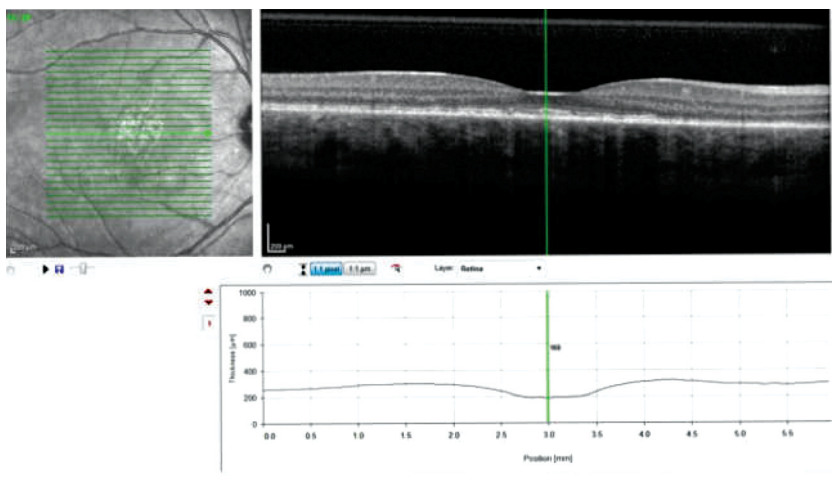 200 µm
200 µm
1:1 pixel
1:1 µm
Layer: Retina
1000
800
600
400
200
0
Thickness [µm]
0.0 0.5 1.0 1.5 2.0 2.5 3.0 3.5 4.0 4.5 5.0 5.5
Position [mm]